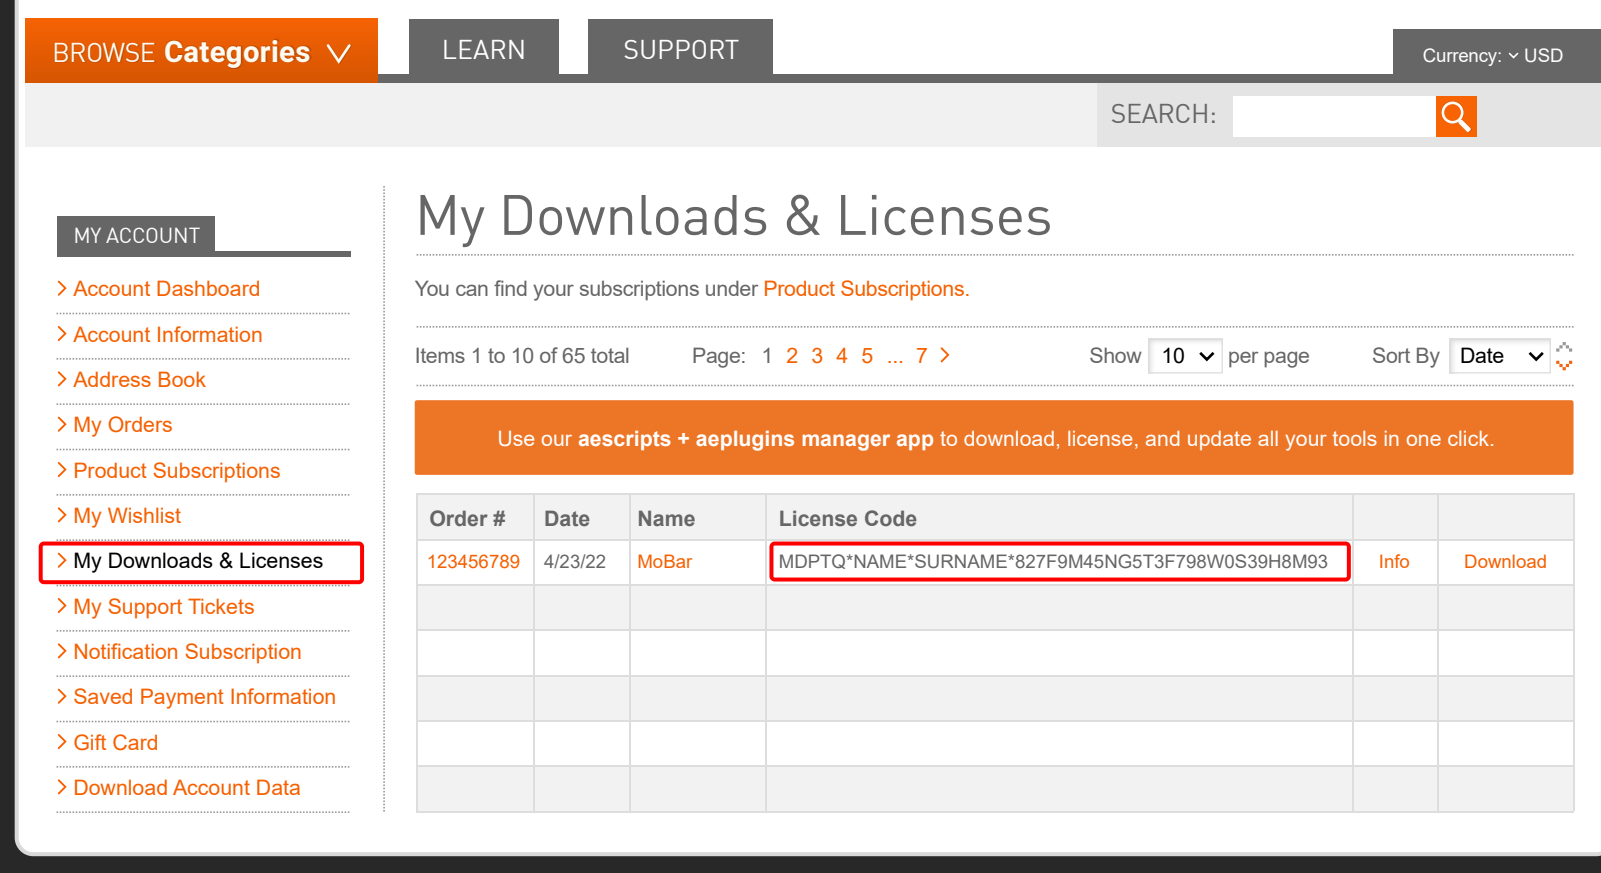 BROWSE Categories
LEARN
SUPPORT
Currency: USD
SEARCH:
MY ACCOUNT
Account Dashboard
Account Information
Address Book
My Orders
Product Subscriptions
My Wishlist
My Downloads & Licenses
My Support Tickets
Notification Subscription
Saved Payment Information
Gift Card
Download Account Data
My Downloads & Licenses
You can find your subscriptions under Product Subscriptions.
Items 1 to 10 of 65 total Page: 1 2 3 4 5 ... 7 > Show 10 per page Sort By Date
Use our aescripts + aeplugins manager app to download, license, and update all your tools in one click.
Order # Date Name License Code
123456789 4/23/22 MoBar MDPTQ*NAME*SURNAME*827F9M45NG5T3F798W0S39H8M93 Info Download